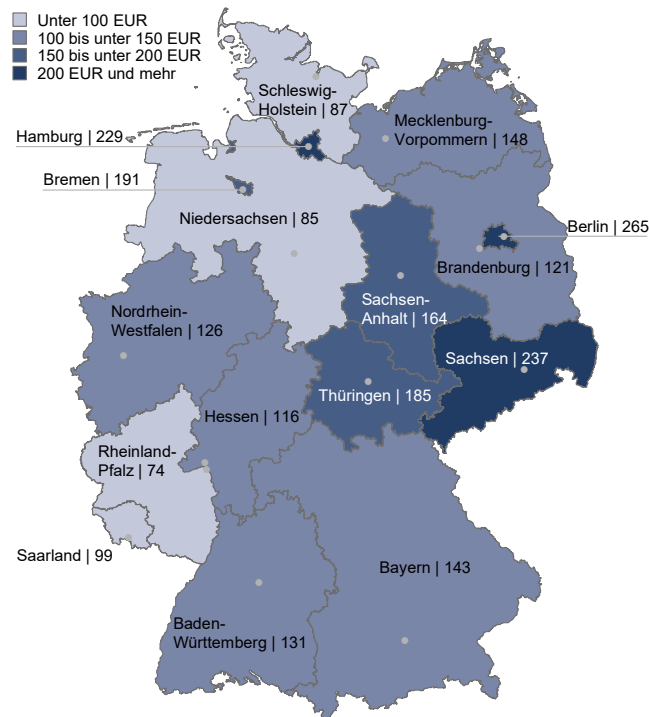 Unter 100 EUR
100 bis unter 150 EUR
150 bis unter 200 EUR
200 EUR und mehr
Schleswig-
Holstein | 87
Mecklenburg-
Vorpommern | 148
Hamburg | 229
Bremen | 191
Niedersachsen | 85
Berlin | 265
Brandenburg | 121
Sachsen-
Anhalt | 164
Nordrhein-
Westfalen | 126
Sachsen | 237
Thüringen | 185
Hessen | 116
Rheinland-
Pfalz | 74
Saarland | 99
Bayern | 143
Baden-
Württemberg | 131